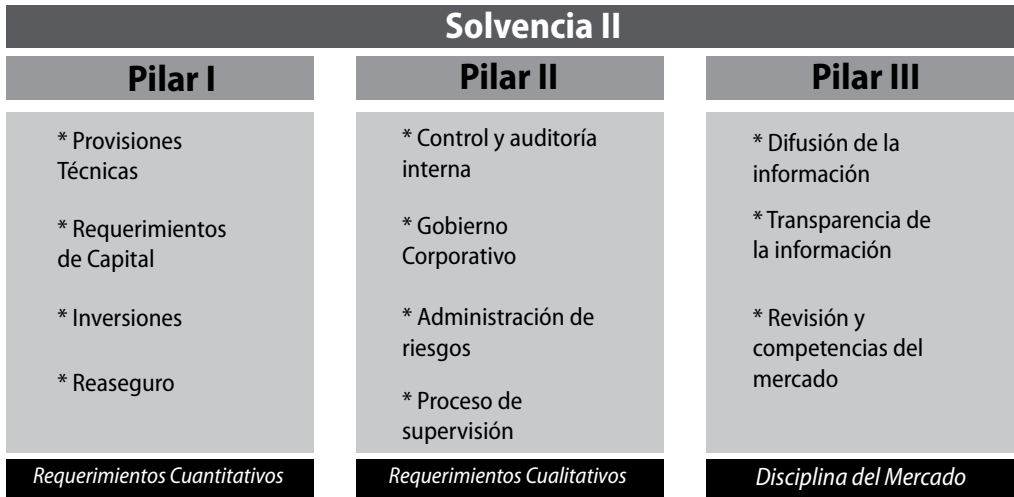 Solvencia II
Pilar I
* Provisiones
Técnicas
* Requerimientos
de Capital
* Inversiones
* Reaseguro
Requerimientos Cuantitativos
Pilar II
* Control y auditoría
interna
* Gobierno
Corporativo
* Administración de
riesgos
* Proceso de
supervisión
Requerimientos Cualitativos
Pilar III
* Difusión de la
información
* Transparencia de
la información
* Revisión y
competencias del
mercado
Disciplina del Mercado